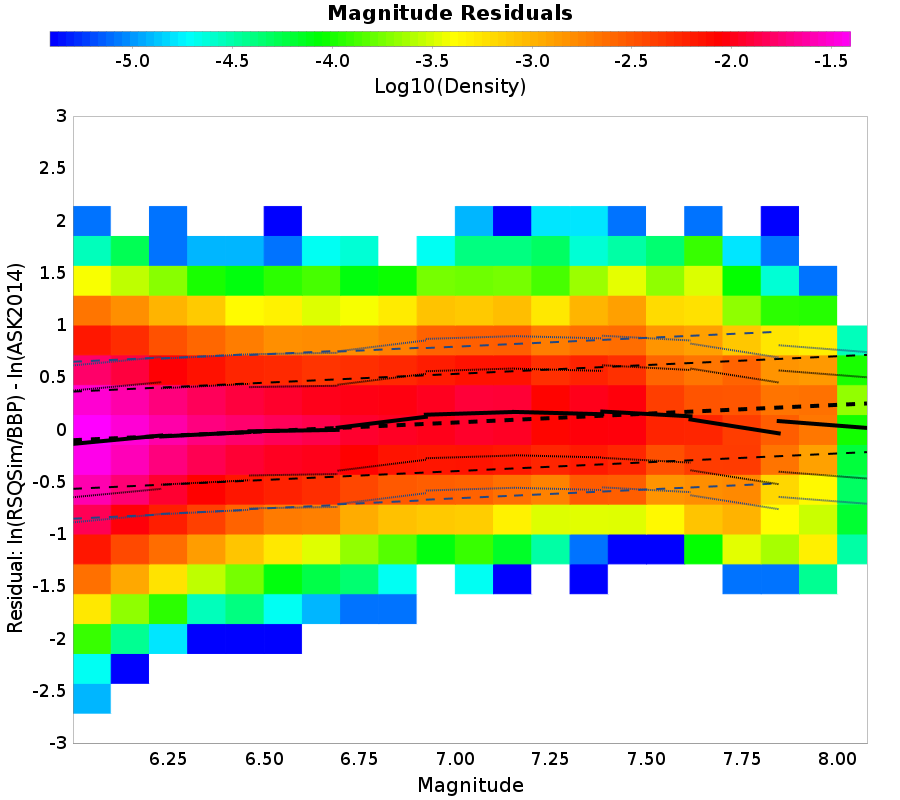 Magnitude Residuals
-5.0 -4.5 -4.0 -3.5 -3.0 -2.5 -2.0 -1.5
Log10(Density)
Residual: ln(RSQSim/BBP) - ln(ASK2014)
3
2.5
2
1.5
1
0.5
0
-0.5
-1
-1.5
-2
-2.5
-3
6.25 6.50 6.75 7.00 7.25 7.50 7.75 8.00
Magnitude